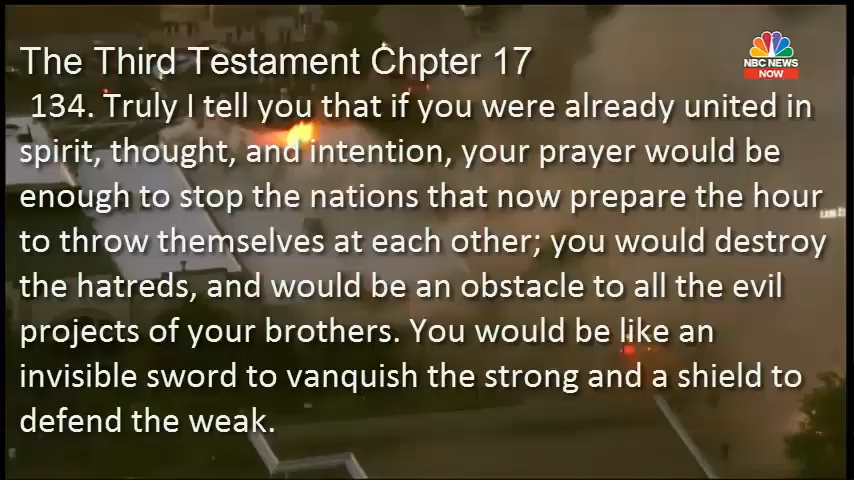 The Third Testament Chpter 17
NBC NEWS
NOW
134. Truly I tell you that if you were already united in
spirit, thought, and intention, your prayer would be
enough to stop the nations that now prepare the hour
to throw themselves at each other; you would destroy
the hatreds, and would be an obstacle to all the evil
projects of your brothers. You would be like an
invisible sword to vanquish the strong and a shield to
defend the weak.